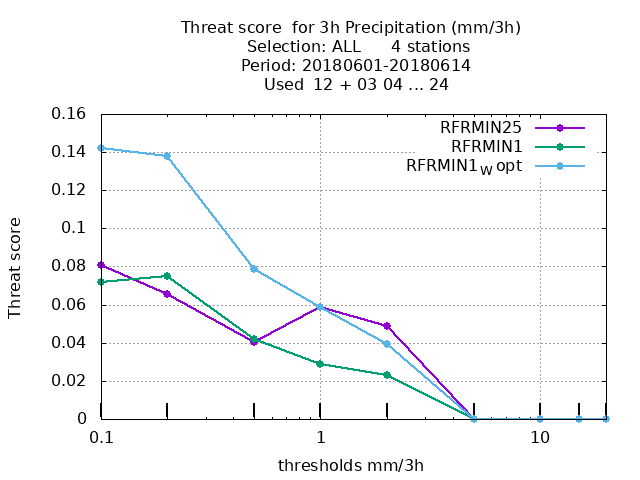 Threat score for 3h Precipitation (mm/3h)
Selection: ALL 4 stations
Period: 20180601-20180614
Used 12 + 03 04 ... 24
RFRMIN25
RFRMIN1
RFRMIN1W opt
Threat score
0.16
0.14
0.12
0.1
0.08
0.06
0.04
0.02
0
0.1 1 10
thresholds mm/3h